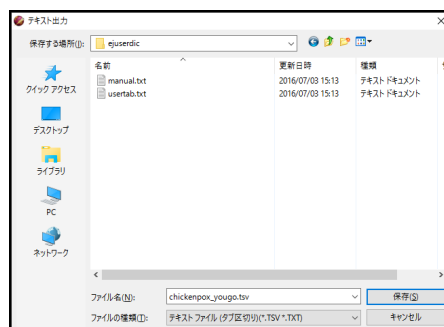 テキスト出力
保存する場所(I): ejuserdic
名前 更新日時 種類
manual.txt 2016/07/03 15:13 テキスト ドキュメント
usertab.txt 2016/07/03 15:13 テキスト ドキュメント
クイック アクセス
デスクトップ
ライブラリ
PC
ネットワーク
ファイル名(N): chickenpox_yougo.tsv 保存(S)
ファイルの種類(T): テキスト ファイル (タブ区切り)(*.TSV *.TXT) キャンセル